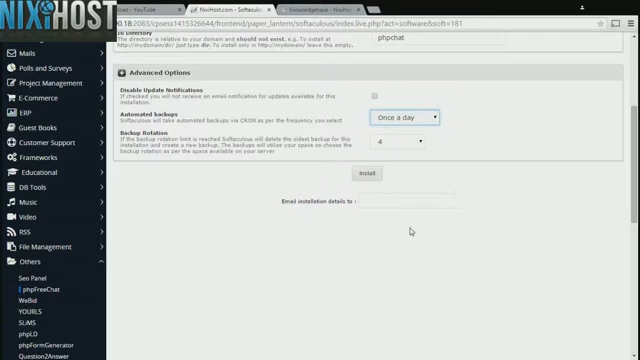 NIXIHOST
load - YouTube
NixiHost.com - Softaculous
Knowledgebase - NixiHos
00.18:2083/cpsess1415326644/frontend/paper_lantern/softaculous/index.live.php?act=software&soft=181
In Directory
The directory is relative to your domain and should not exist. e.g. To install at
http://mydomain/dir/ just type dir. To install only in http://mydomain/ leave this empty.
phpchat
Advanced Options
Disable Update Notifications
If checked you will not receive an email notification for updates available for this
installation.
Automated backups
Softaculous will take automated backups via CRON as per the frequency you select
Once a day
Backup Rotation
If the backup rotation limit is reached Softaculous will delete the oldest backup for this
installation and create a new backup. The backups will utilize your space so choose the
backup rotation as per the space available on your server
4
Install
Email installation details to :
Mails
Polls and Surveys
Project Management
E-Commerce
ERP
Guest Books
Customer Support
Frameworks
Educational
DB Tools
Music
Video
RSS
File Management
Others
Seo Panel
phpFreeChat
WeBid
YOURLS
SLiMS
phpLD
phpFormGenerator
Question2Answer